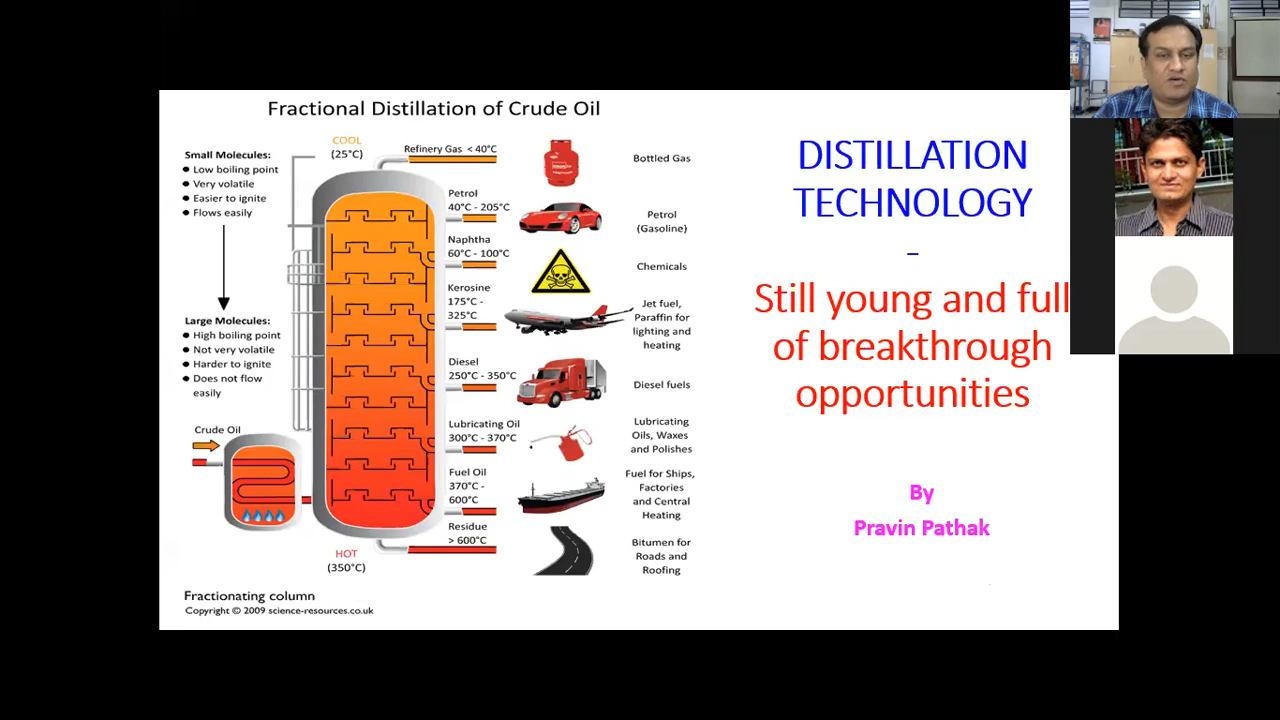 Fractional Distillation of Crude Oil
COOL
(25°C)
Small Molecules:
Low boiling point
Very volatile
Easier to ignite
Flows easily
Large Molecules:
High boiling point
Not very volatile
Harder to ignite
Does not flow
easily
Crude Oil
HOT
(350°C)
Refinery Gas < 40°C
Bottled Gas
Petrol
40°C - 205°C
Petrol
(Gasoline)
Naphtha
60°C - 100°C
Chemicals
Kerosine
175°C -
325°C
Jet fuel,
Paraffin for
lighting and
heating
Diesel
250°C - 350°C
Diesel fuels
Lubricating Oil
300°C - 370°C
Lubricating
Oils, Waxes
and Polishes
Fuel Oil
370°C -
600°C
Fuel for Ships,
Factories
and Central
Heating
Residue
> 600°C
Bitumen for
Roads and
Roofing
Fractionating column
Copyright © 2009 science-resources.co.uk
DISTILLATION
TECHNOLOGY
–
Still young and full
of breakthrough
opportunities
By
Pravin Pathak